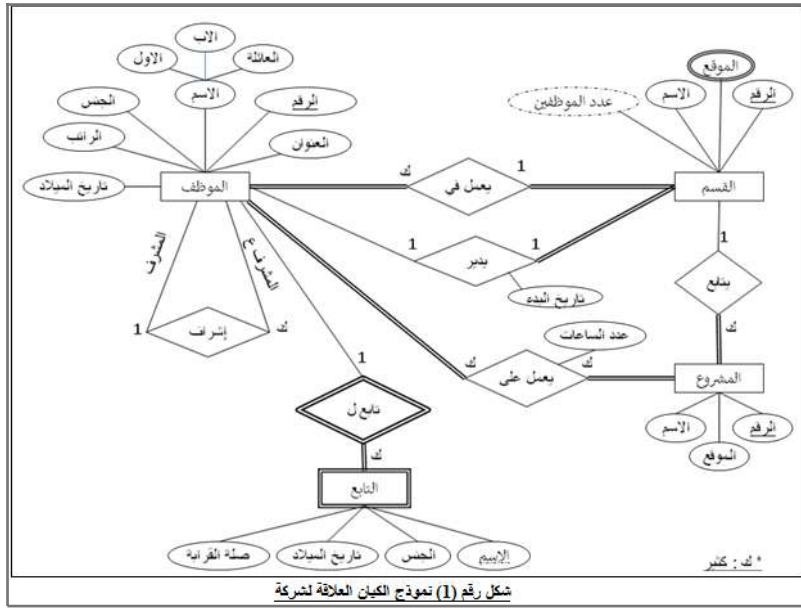 الاب
الاول
العائلة
الموقع
الجنس
الاسم
الرقم
عدد الموظفين
الاسم
الرقم
الراتب
العنوان
تاريخ الميلاد
الموظف
ك
يعمل في
1
القسم
المشرف
المشرف ع
1
يدير
1
1
تاريخ البدء
يتابع
1
إشراف
ك
ك
عدد الساعات
1
ك
يعمل على
ك
المشروع
تابع ل
الاسم
الرقم
ك
الموقع
التابع
صلة القرابة
تاريخ الميلاد
الجنس
الاسم
* ك : كثير
شكل رقم (1) نموذج الكيان العلاقة لشركة